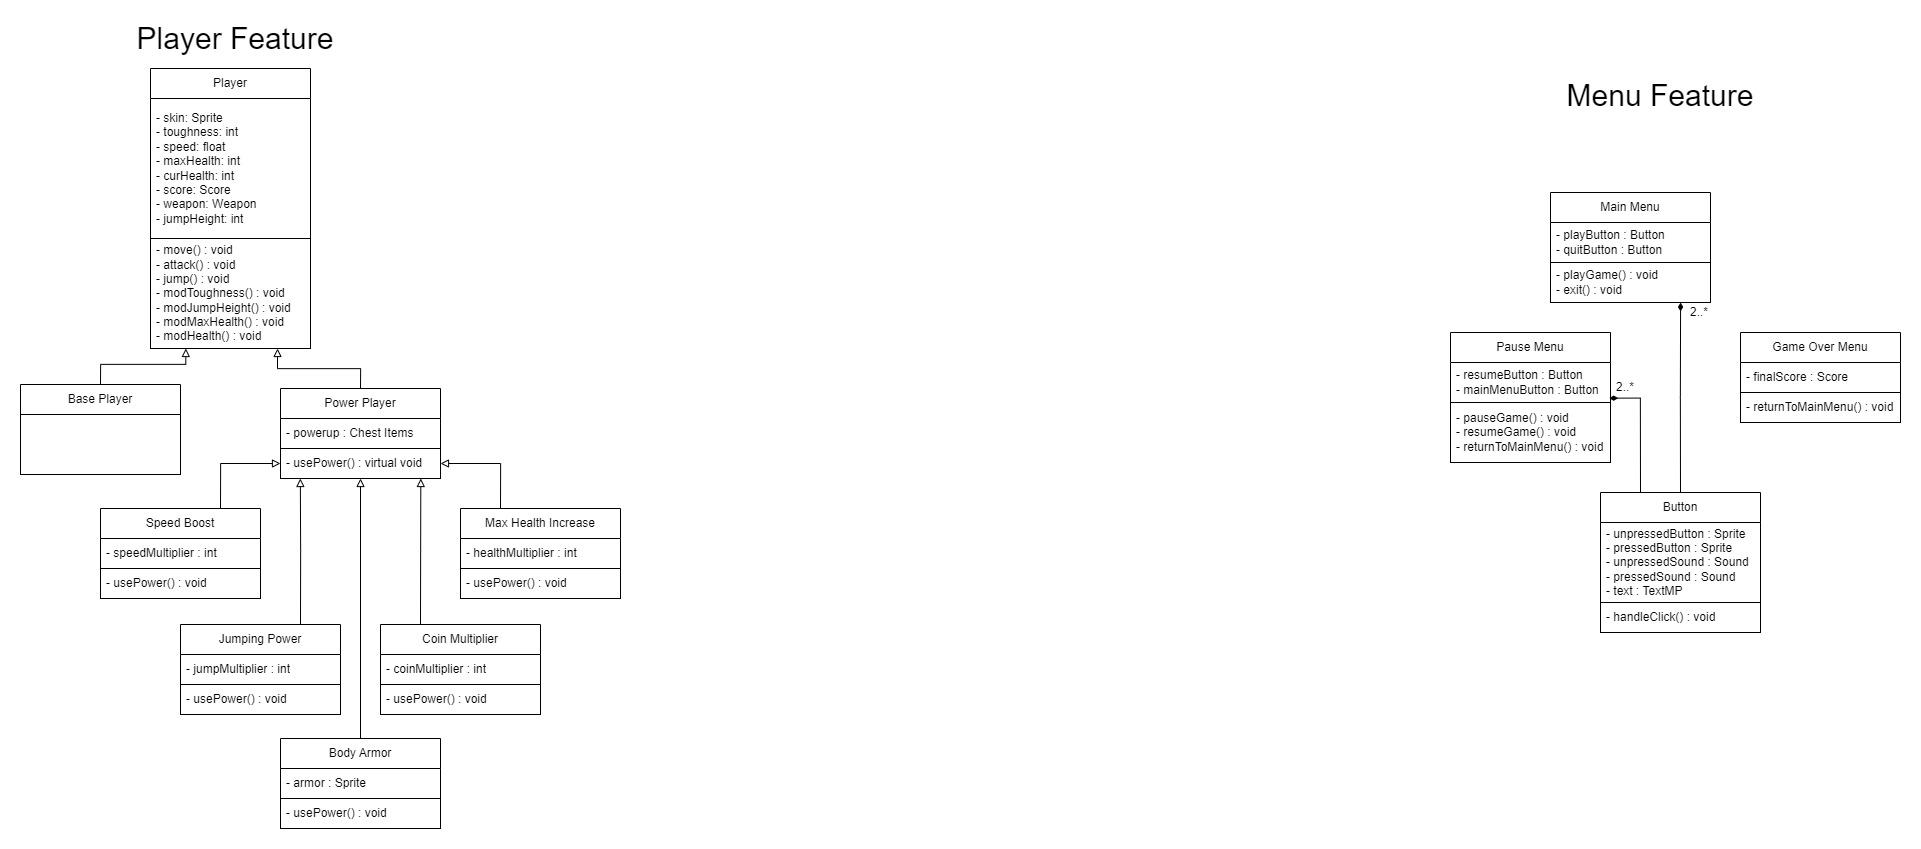 Player Feature
Player
- skin: Sprite
- toughness: int
- speed: float
- maxHealth: int
- curHealth: int
- score: Score
- weapon: Weapon
- jumpHeight: int
- move() : void
- attack() : void
- jump() : void
- modToughness() : void
- modJumpHeight() : void
- modMaxHealth() : void
- modHealth() : void
Base Player
Power Player
- powerup : Chest Items
- usePower() : virtual void
Speed Boost
- speedMultiplier : int
- usePower() : void
Max Health Increase
- healthMultiplier : int
- usePower() : void
Jumping Power
- jumpMultiplier : int
- usePower() : void
Coin Multiplier
- coinMultiplier : int
- usePower() : void
Body Armor
- armor : Sprite
- usePower() : void
Menu Feature
Main Menu
- playButton : Button
- quitButton : Button
- playGame() : void
- exit() : void
2..*
Pause Menu
- resumeButton : Button
- mainMenuButton : Button
- pauseGame() : void
- resumeGame() : void
- returnToMainMenu() : void
2..*
Game Over Menu
- finalScore : Score
- returnToMainMenu() : void
Button
- unpressedButton : Sprite
- pressedButton : Sprite
- unpressedSound : Sound
- pressedSound : Sound
- text : TextMP
- handleClick() : void